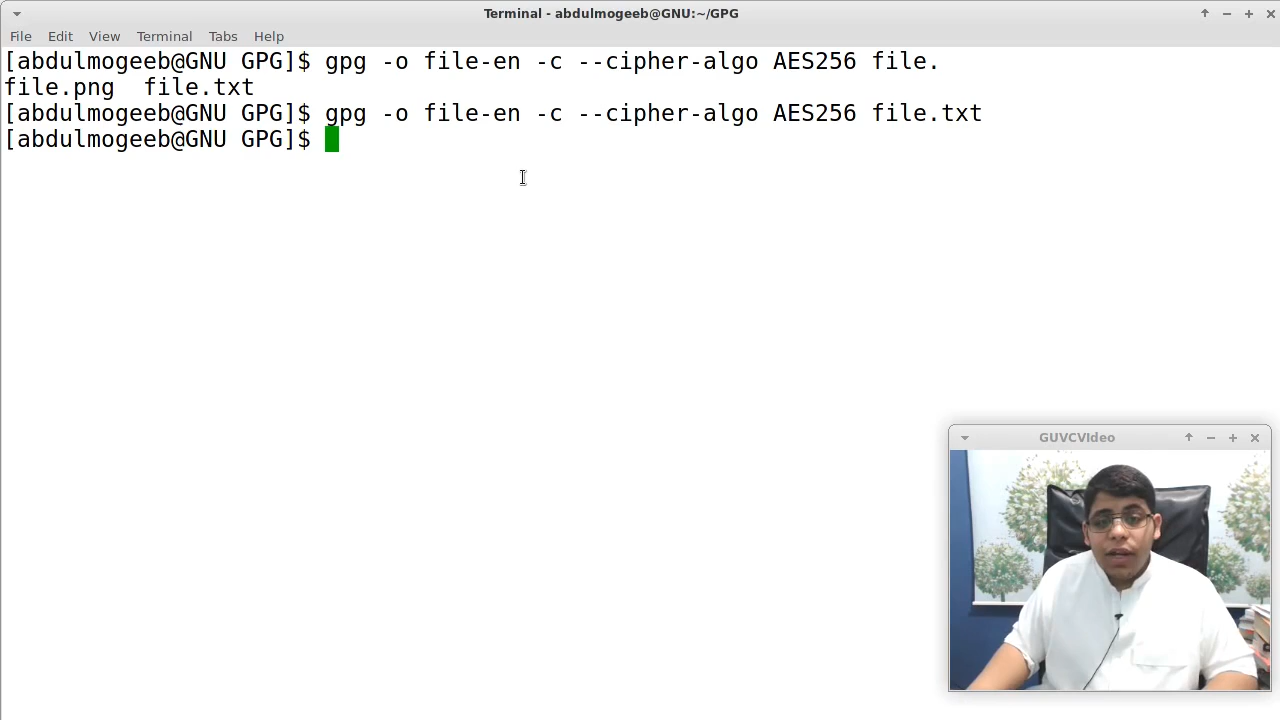 Terminal - abdulmogeeb@GNU:~/GPG
File Edit View Terminal Tabs Help
[abdulmogeeb@GNU GPG]$ gpg -o file-en -c --cipher-algo AES256 file.
file.png  file.txt
[abdulmogeeb@GNU GPG]$ gpg -o file-en -c --cipher-algo AES256 file.txt
[abdulmogeeb@GNU GPG]$
GUVCVIdeo